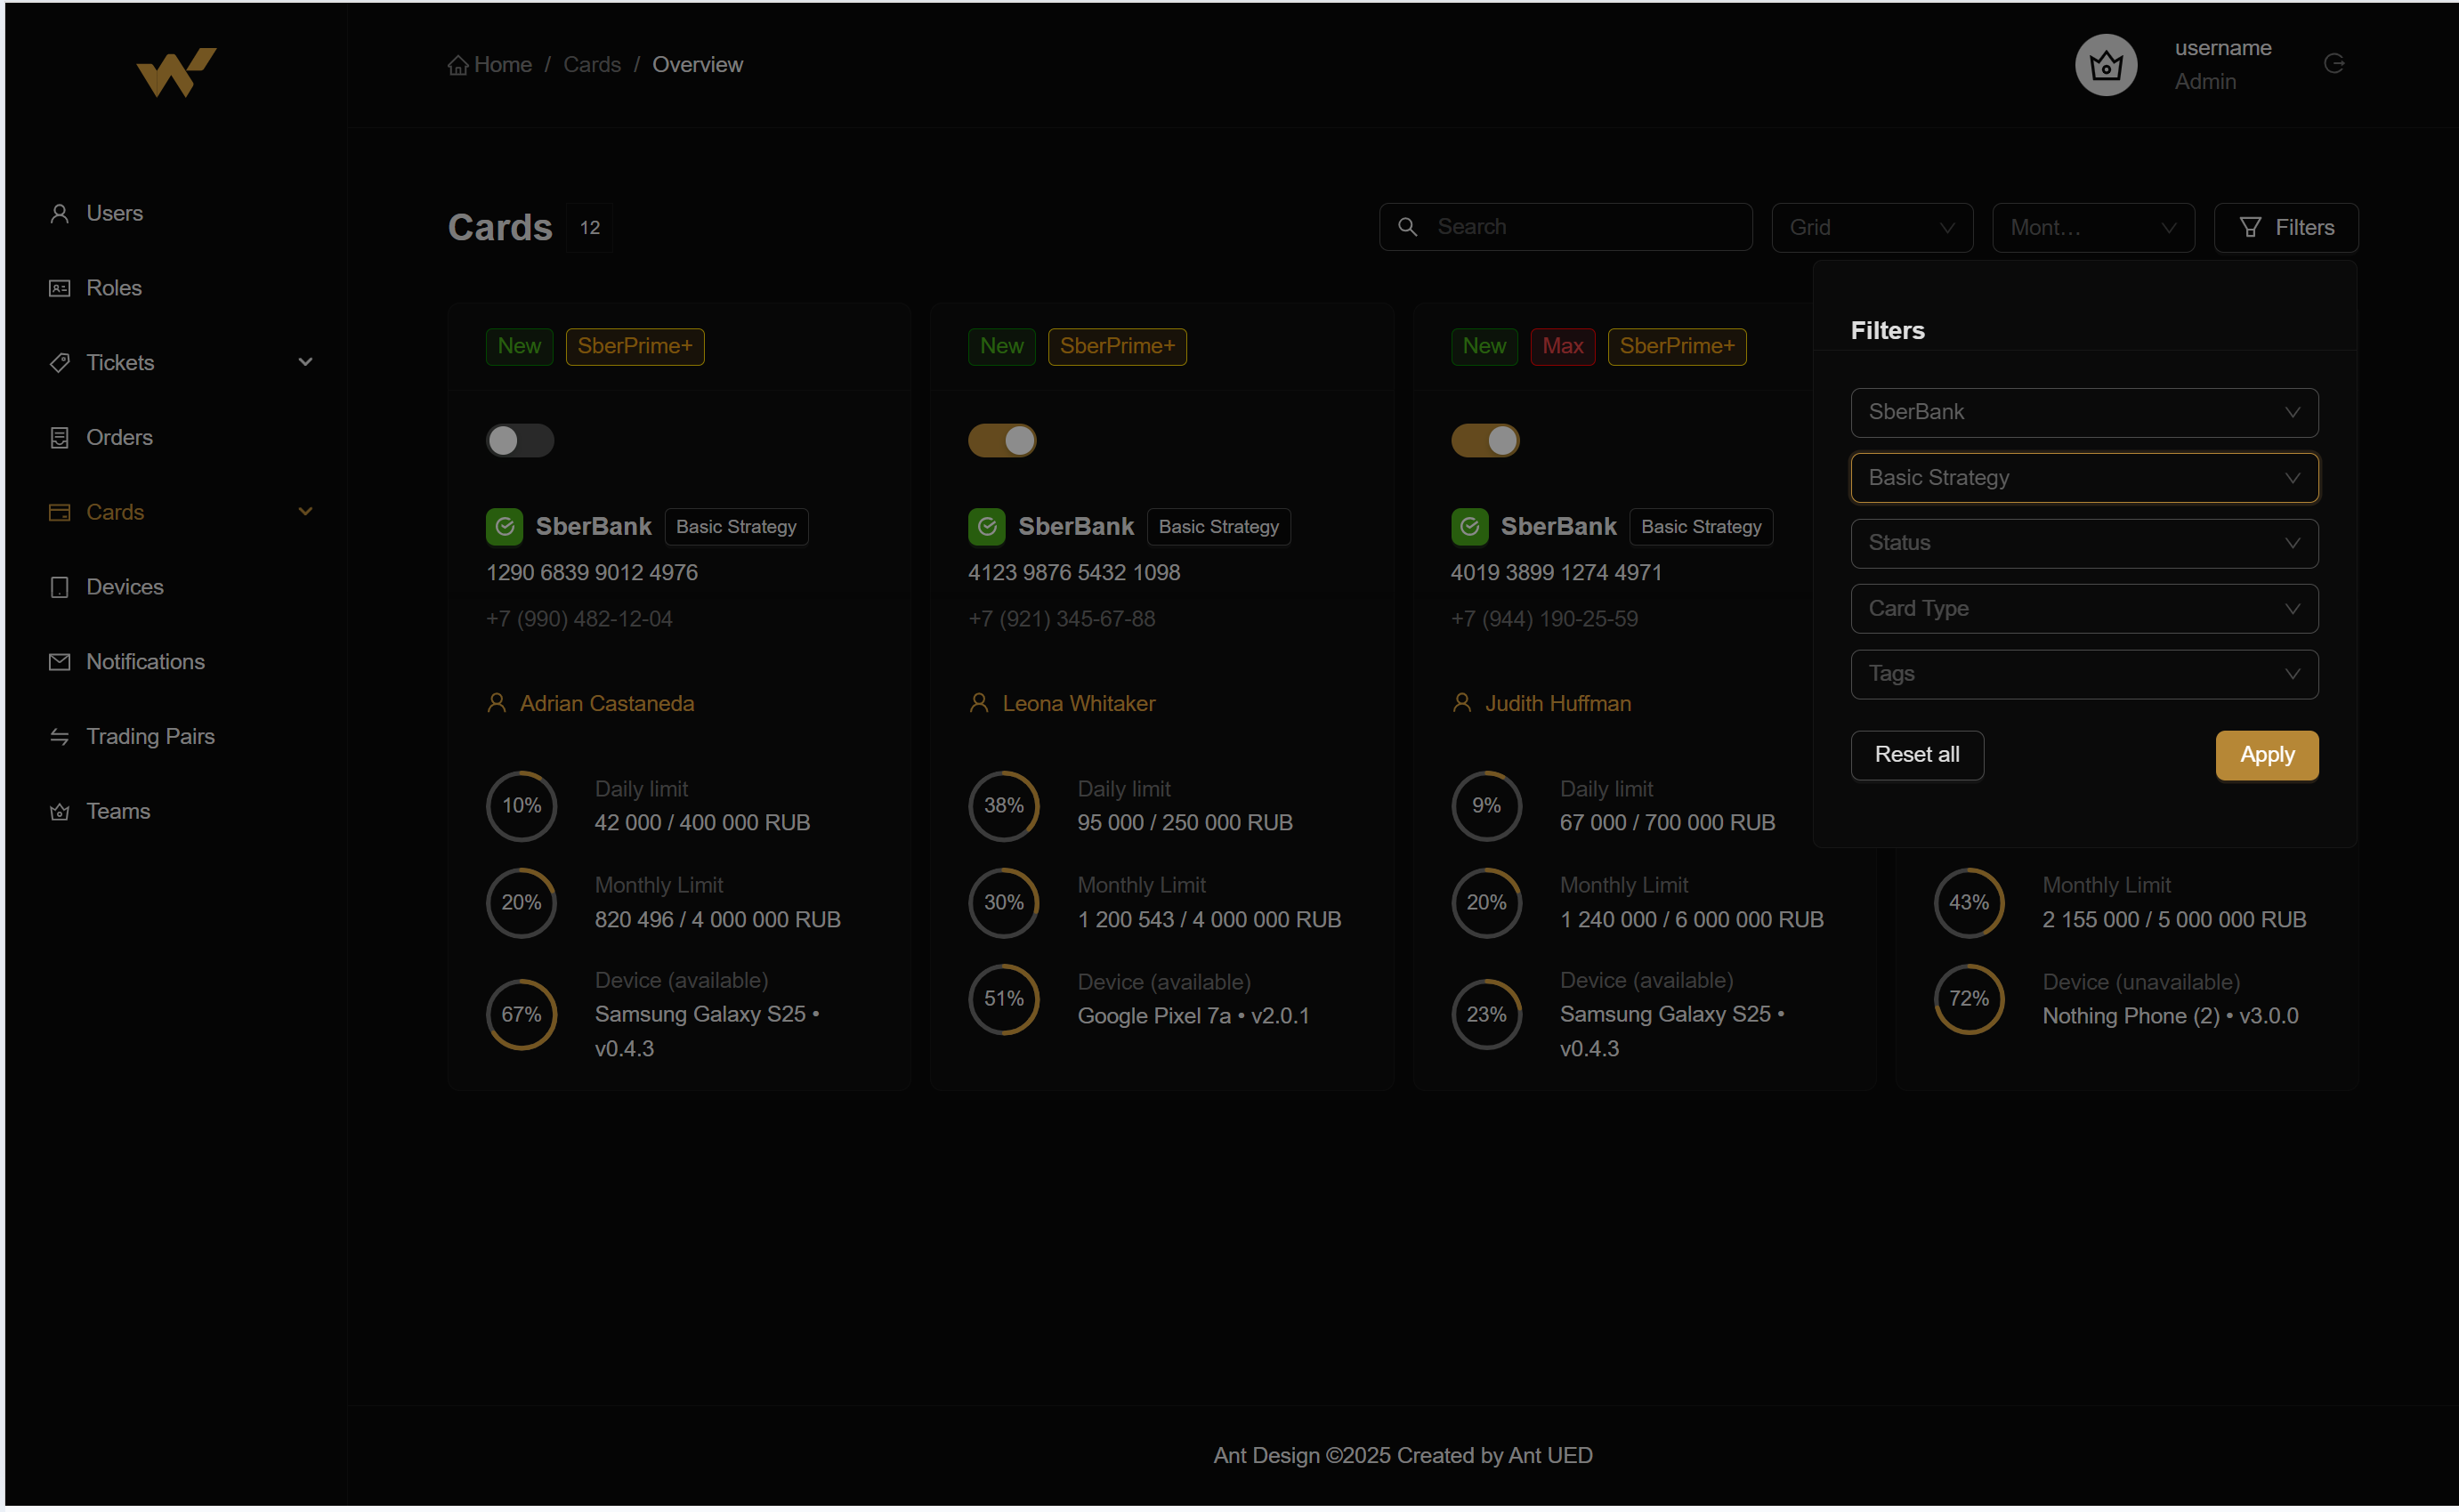 Home / Cards / Overview
username
Admin
Users
Roles
Tickets
Orders
Cards
Devices
Notifications
Trading Pairs
Teams
Cards 12
Search
Grid
Mont...
Filters
New SberPrime+
SberBank Basic Strategy
1290 6839 9012 4976
+7 (990) 482-12-04
Adrian Castaneda
10% Daily limit
42 000 / 400 000 RUB
20% Monthly Limit
820 496 / 4 000 000 RUB
67% Device (available)
Samsung Galaxy S25 •
v0.4.3
New SberPrime+
SberBank Basic Strategy
4123 9876 5432 1098
+7 (921) 345-67-88
Leona Whitaker
38% Daily limit
95 000 / 250 000 RUB
30% Monthly Limit
1 200 543 / 4 000 000 RUB
51% Device (available)
Google Pixel 7a • v2.0.1
New Max SberPrime+
SberBank Basic Strategy
4019 3899 1274 4971
+7 (944) 190-25-59
Judith Huffman
9% Daily limit
67 000 / 700 000 RUB
20% Monthly Limit
1 240 000 / 6 000 000 RUB
23% Device (available)
Samsung Galaxy S25 •
v0.4.3
43% Monthly Limit
2 155 000 / 5 000 000 RUB
72% Device (unavailable)
Nothing Phone (2) • v3.0.0
Filters
SberBank
Basic Strategy
Status
Card Type
Tags
Reset all
Apply
Ant Design ©2025 Created by Ant UED